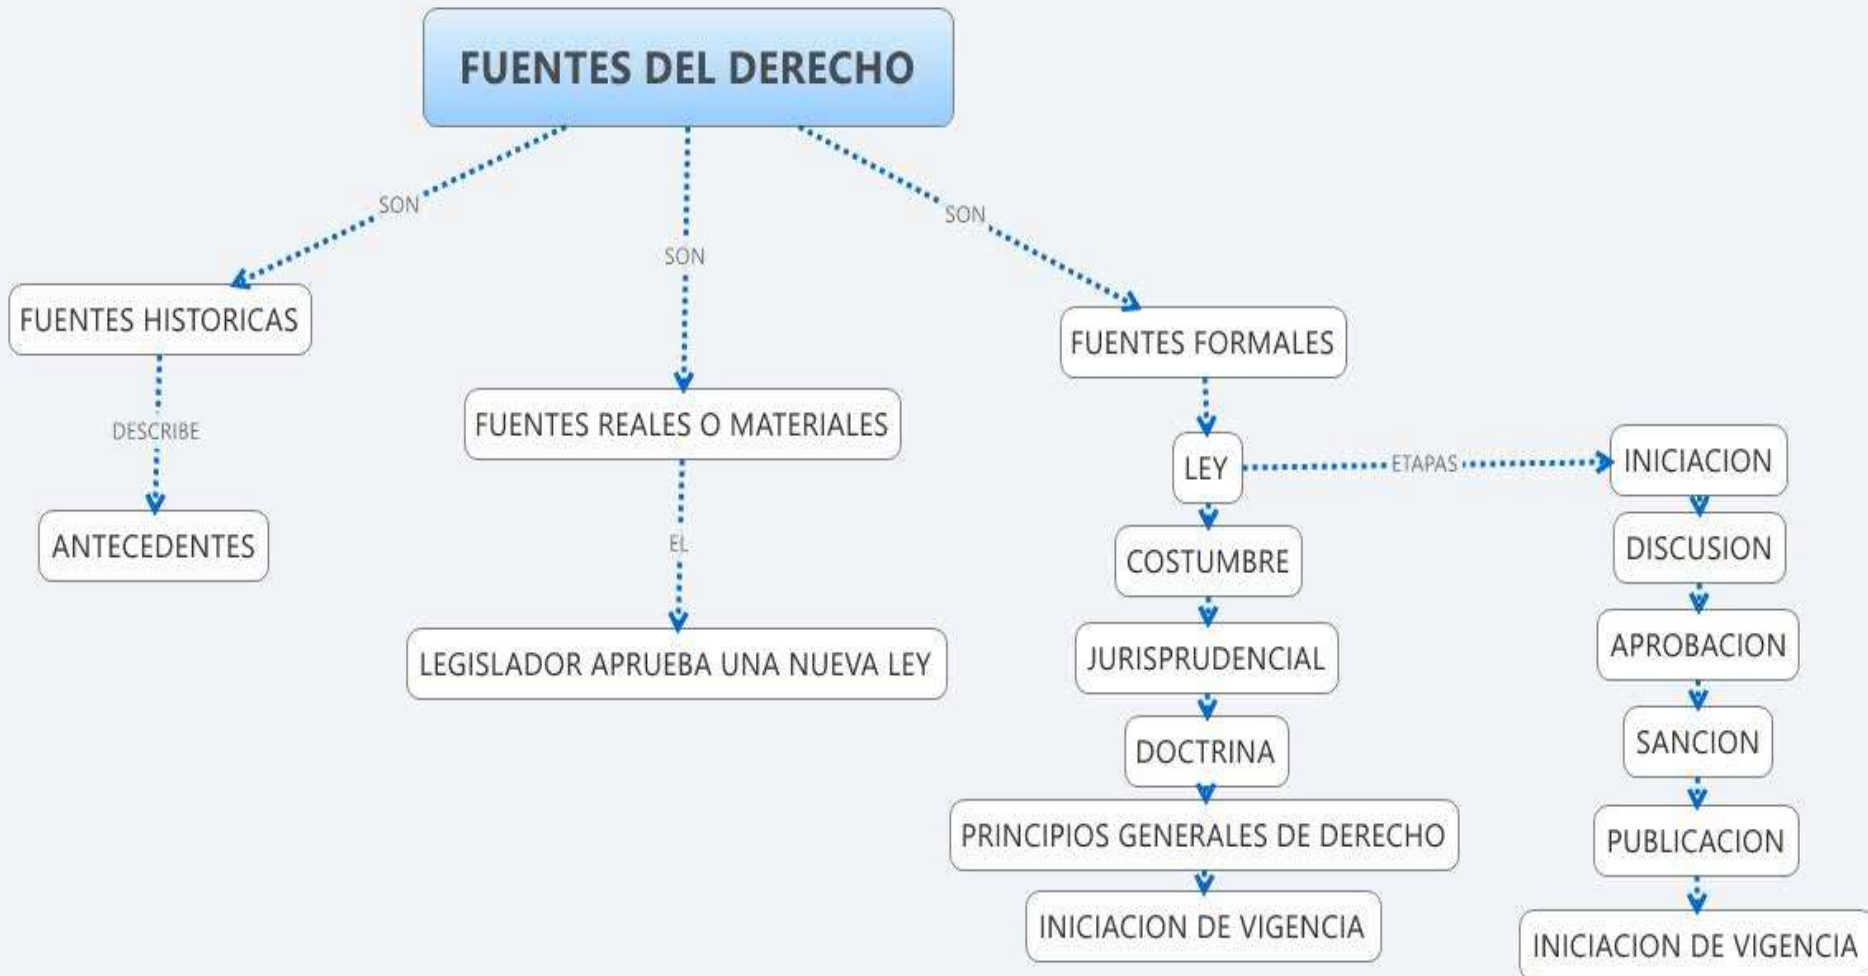 FUENTES DEL DERECHO
SON
SON
SON
FUENTES HISTORICAS
FUENTES REALES O MATERIALES
FUENTES FORMALES
DESCRIBE
ANTECEDENTES
EL
LEGISLADOR APRUEBA UNA NUEVA LEY
LEY
COSTUMBRE
JURISPRUDENCIAL
DOCTRINA
PRINCIPIOS GENERALES DE DERECHO
INICIACION DE VIGENCIA
ETAPAS
INICIACION
DISCUSION
APROBACION
SANCION
PUBLICACION
INICIACION DE VIGENCIA